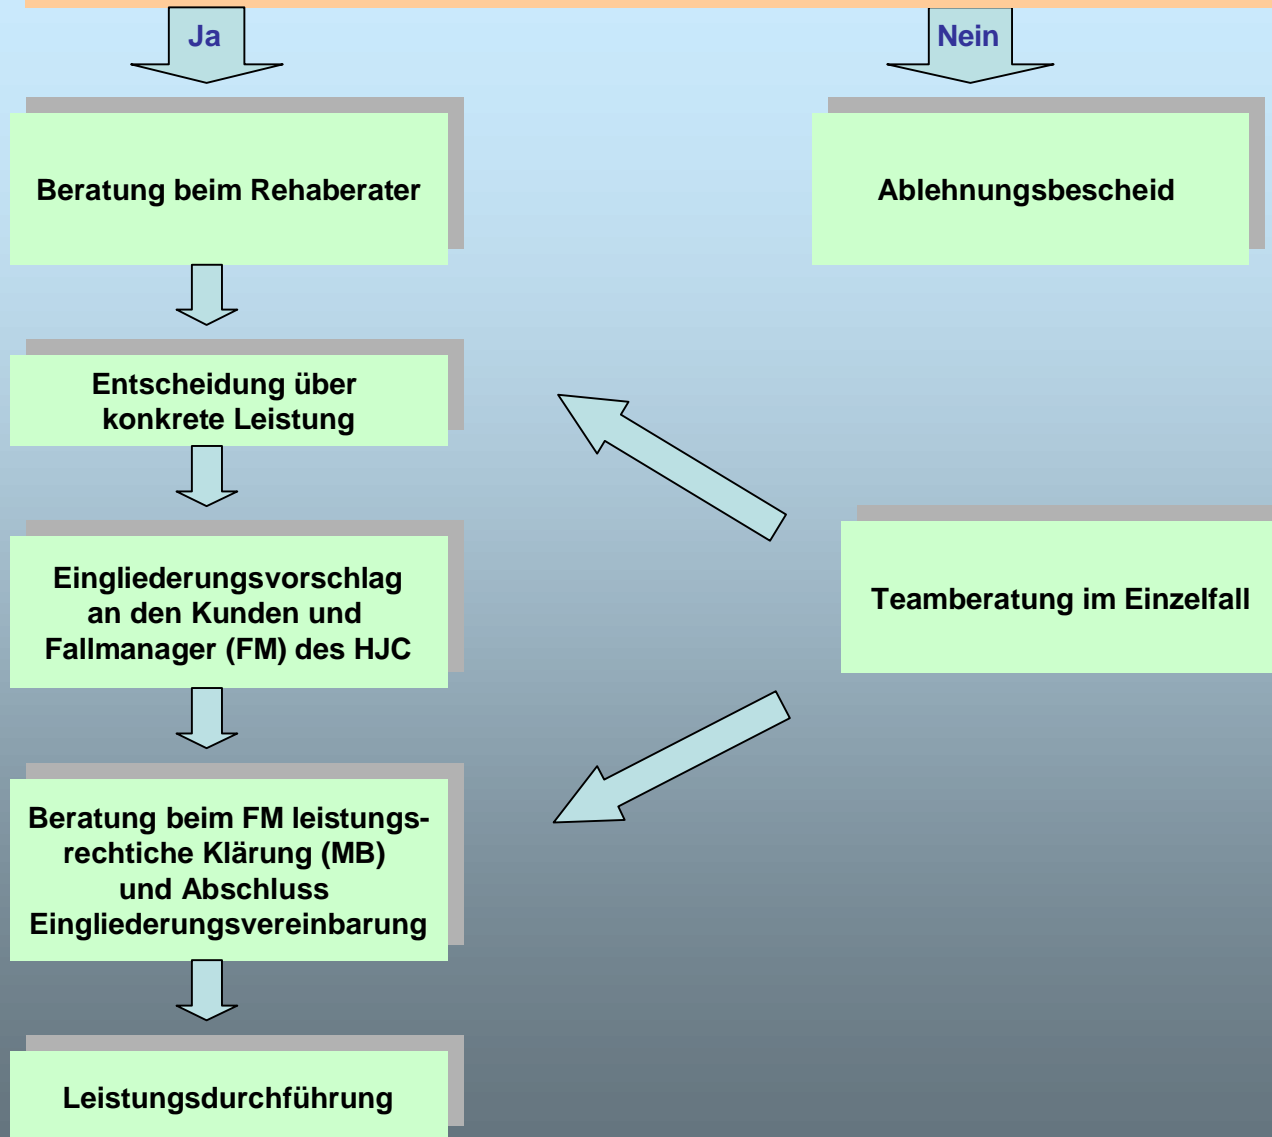 Ja
Nein
Beratung beim Rehaberater
Ablehnungsbescheid
Entscheidung über
konkrete Leistung
Eingliederungsvorschlag
an den Kunden und
Fallmanager (FM) des HJC
Teamberatung im Einzelfall
Beratung beim FM leistungs-
rechtiche Klärung (MB)
und Abschluss
Eingliederungsvereinbarung
Leistungsdurchführung